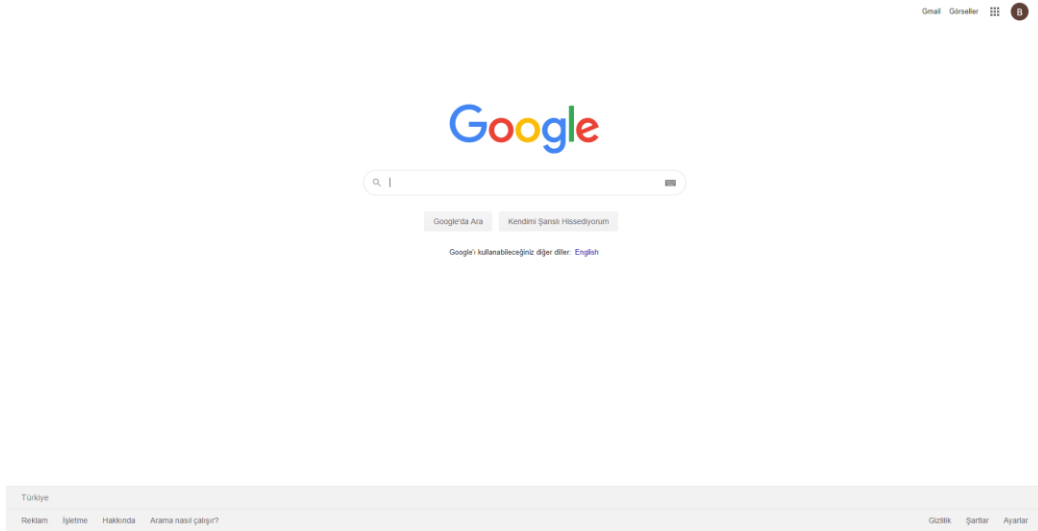 Gmail Görseller B
Google
Google'da Ara Kendimi Şanslı Hissediyorum
Google'ı kullanabileceğiniz diğer diller: English
Türkiye
Reklam İşletme Hakkında Arama nasıl çalışır? Gizlilik Şartlar Ayarlar